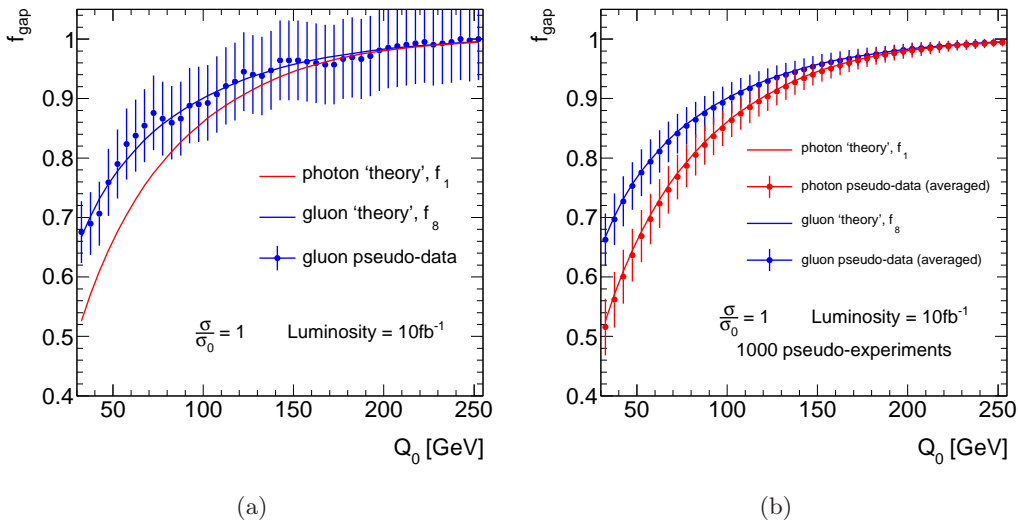 f_gap
1
0.9
0.8
0.7
0.6
0.5
0.4
photon ‘theory’, f_1
gluon ‘theory’, f_8
gluon pseudo-data
σ/σ_0 = 1 Luminosity = 10fb^-1
50 100 150 200 250
Q_0 [GeV]
(a)
f_gap
1
0.9
0.8
0.7
0.6
0.5
0.4
photon ‘theory’, f_1
photon pseudo-data (averaged)
gluon ‘theory’, f_8
gluon pseudo-data (averaged)
σ/σ_0 = 1 Luminosity = 10fb^-1
1000 pseudo-experiments
50 100 150 200 250
Q_0 [GeV]
(b)